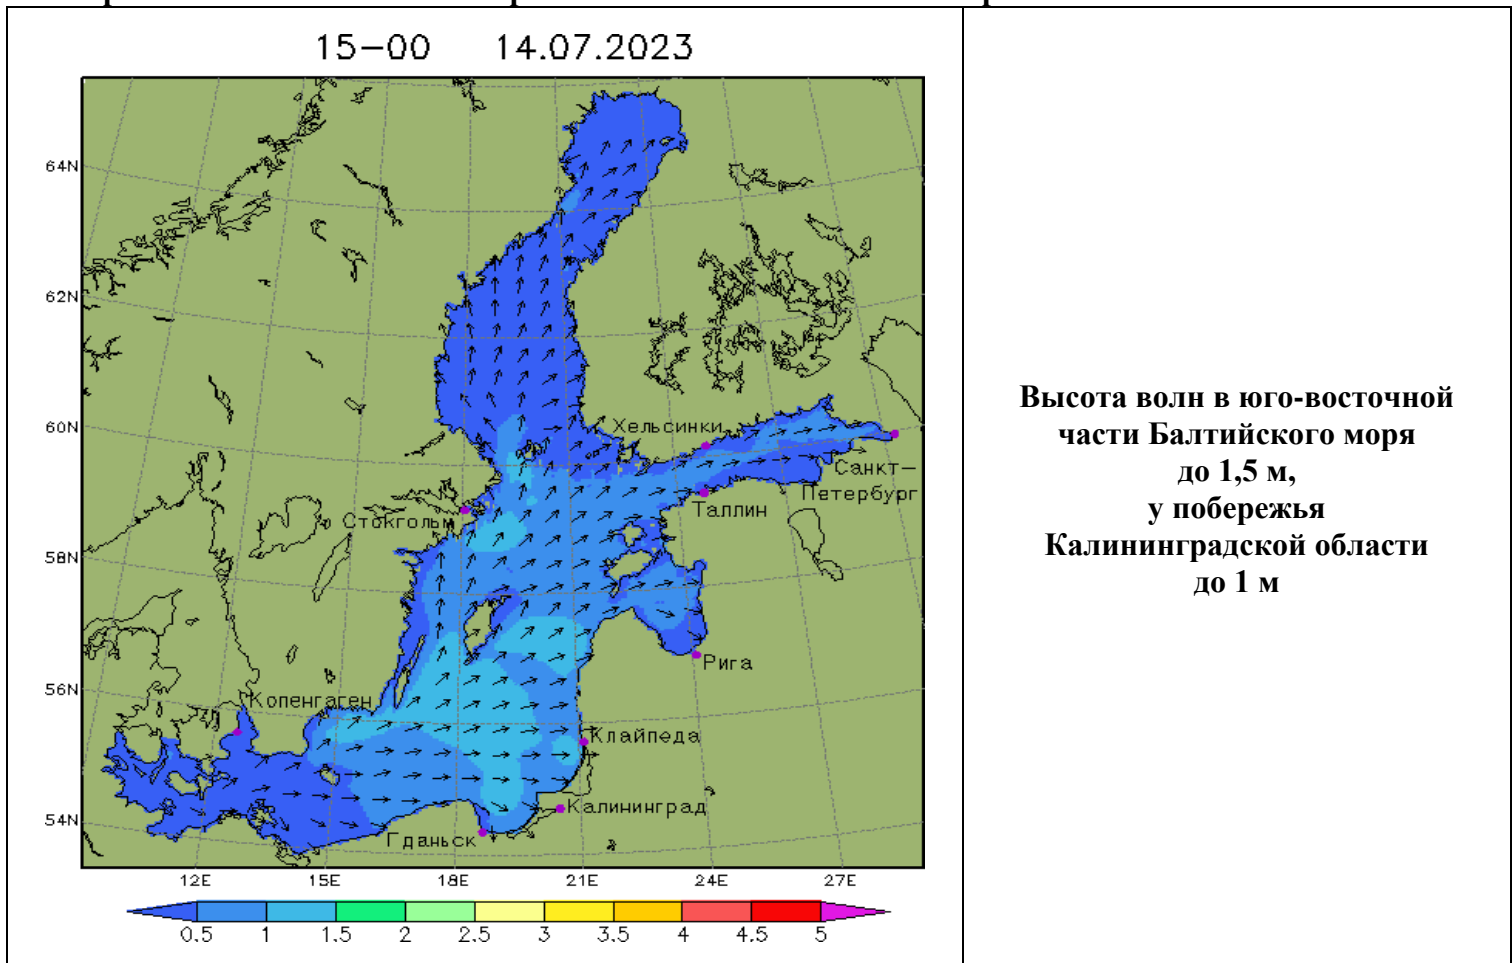 15-00 14.07.2023
64N
62N
60N
58N
56N
54N
Хельсинки
Санкт-
Петербург
Таллин
Стокгольм
Рига
Копенгаген
Клайпеда
Калининград
Гданьск
12E 15E 18E 21E 24E 27E
0.5 1 1.5 2 2.5 3 3.5 4 4.5 5
Высота волн в юго-восточной
части Балтийского моря
до 1,5 м,
у побережья
Калининградской области
до 1 м